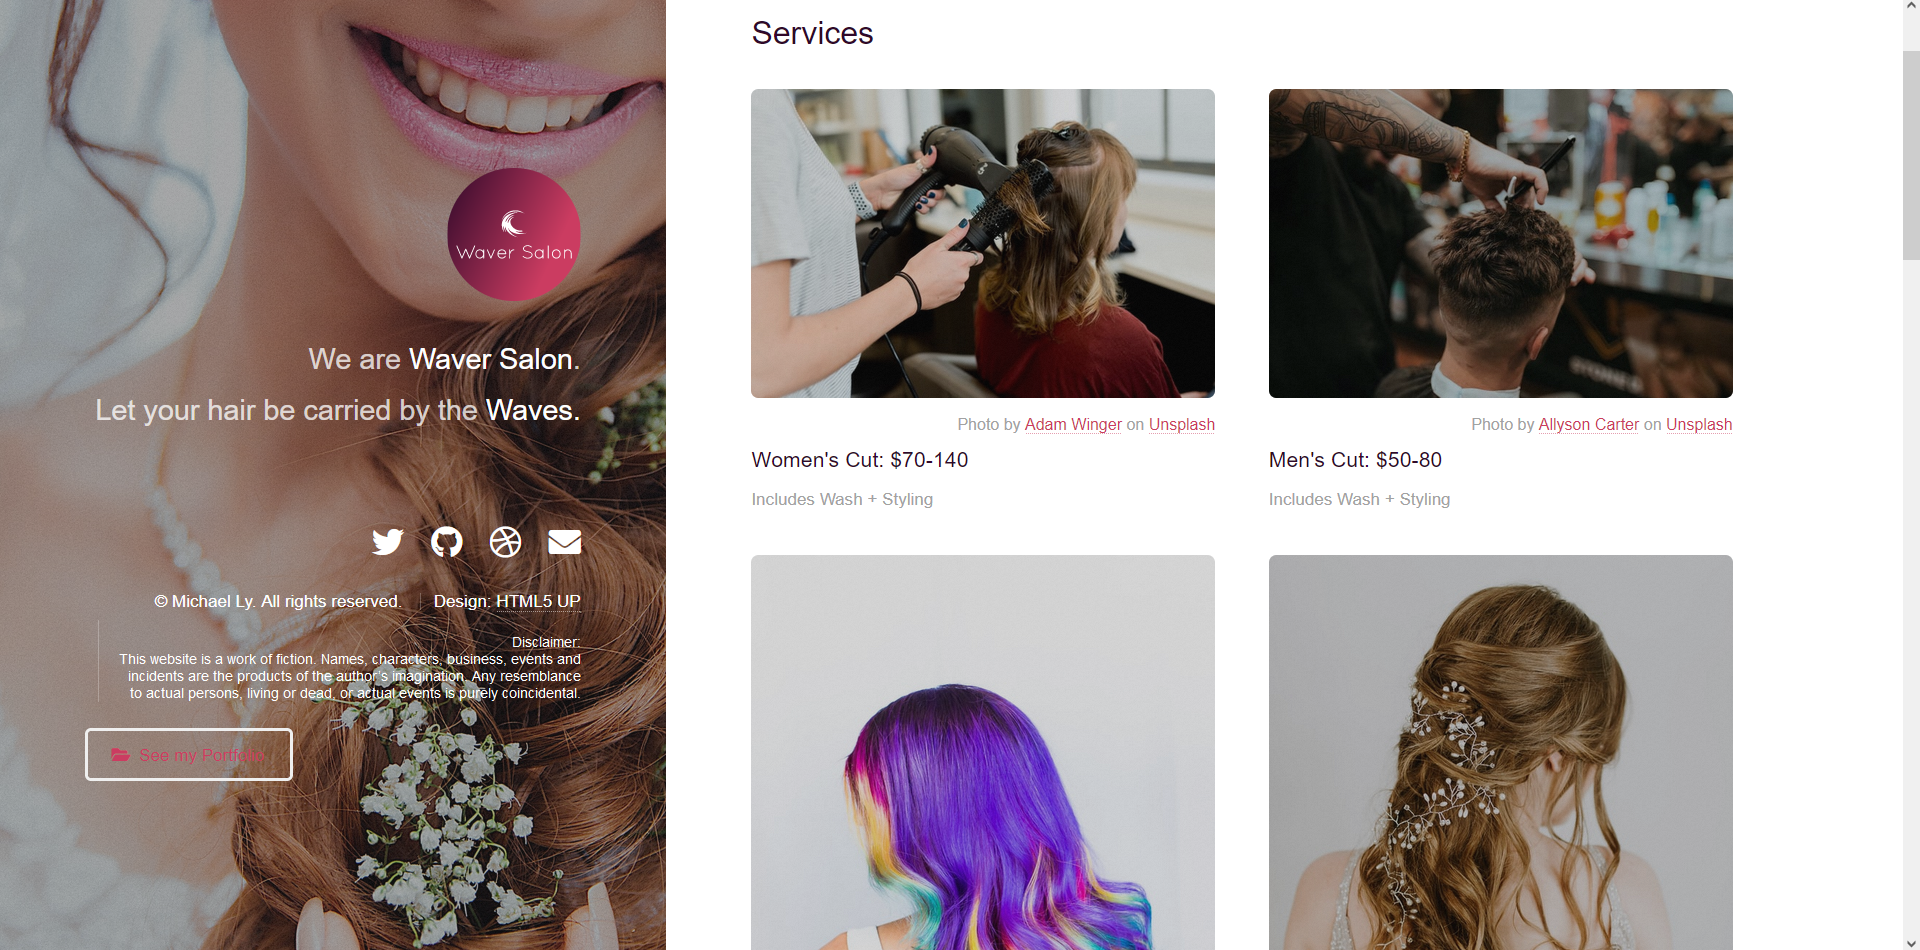 Waver Salon
We are Waver Salon.
Let your hair be carried by the Waves.
© Michael Ly. All rights reserved.
Design: HTML5 UP
Disclaimer:
This website is a work of fiction. Names, characters, business, events and
incidents are the products of the author's imagination. Any resemblance
to actual persons, living or dead, or actual events is purely coincidental.
See my Portfolio
Services
Photo by Adam Winger on Unsplash
Women's Cut: $70-140
Includes Wash + Styling
Photo by Allyson Carter on Unsplash
Men's Cut: $50-80
Includes Wash + Styling